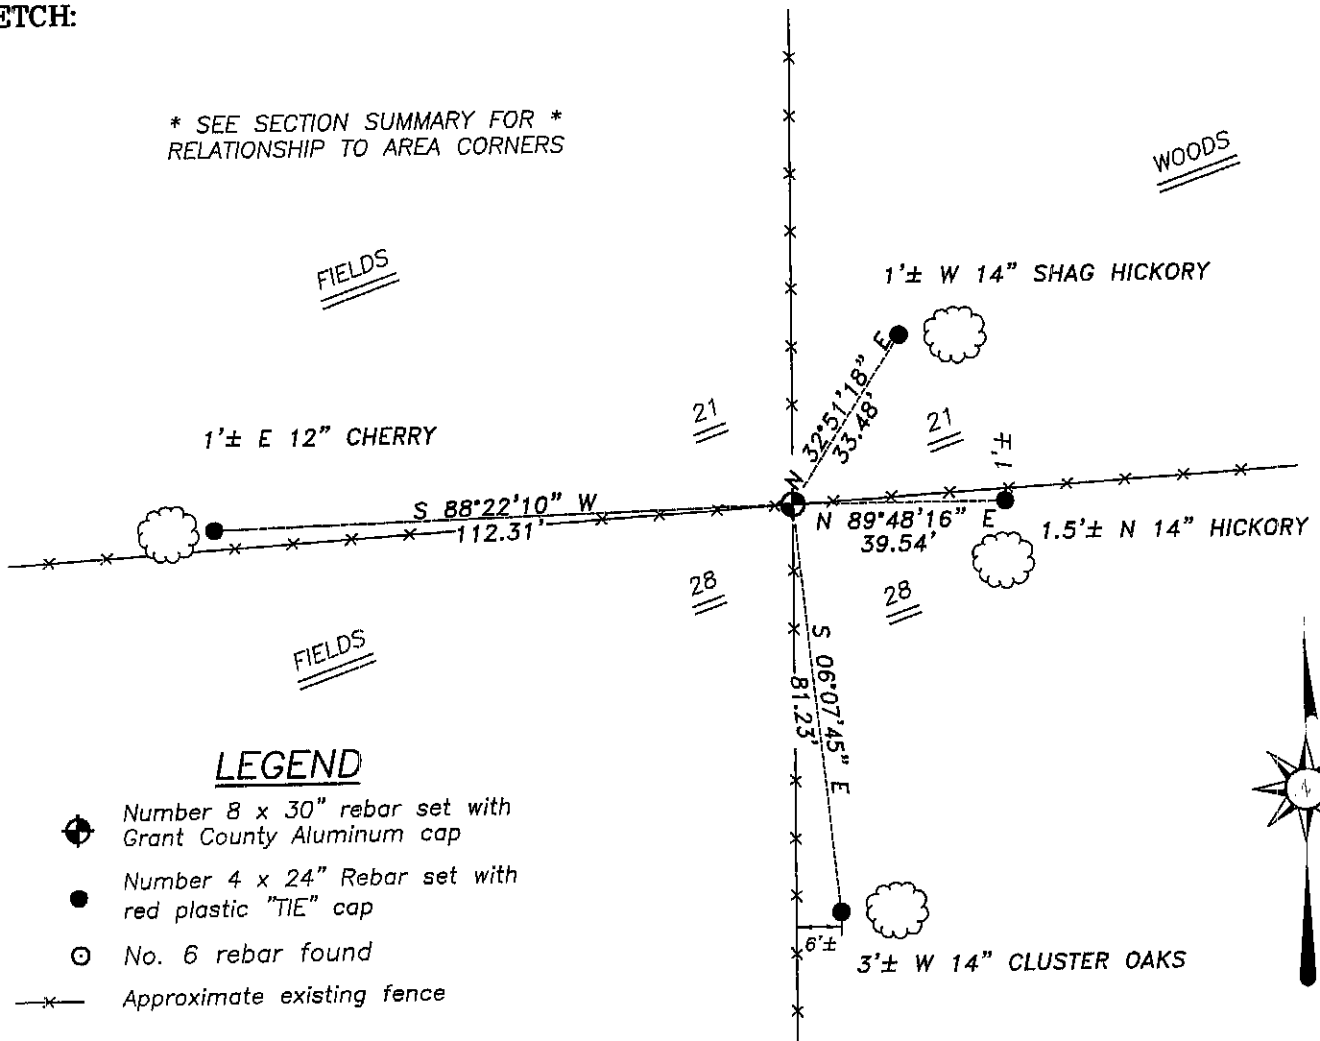 ETCH:
* SEE SECTION SUMMARY FOR *
RELATIONSHIP TO AREA CORNERS
WOODS
FIELDS
1'± W 14" SHAG HICKORY
N 32°51'18" E
33.48'
21
21
1'±
1'± E 12" CHERRY
S 88°22'10" W
112.31'
N 89°48'16" E
39.54'
1.5'± N 14" HICKORY
28
28
FIELDS
S 06°07'45" E
81.23'
6'±
3'± W 14" CLUSTER OAKS
LEGEND
Number 8 x 30" rebar set with
Grant County Aluminum cap
Number 4 x 24" Rebar set with
red plastic "TIE" cap
No. 6 rebar found
Approximate existing fence